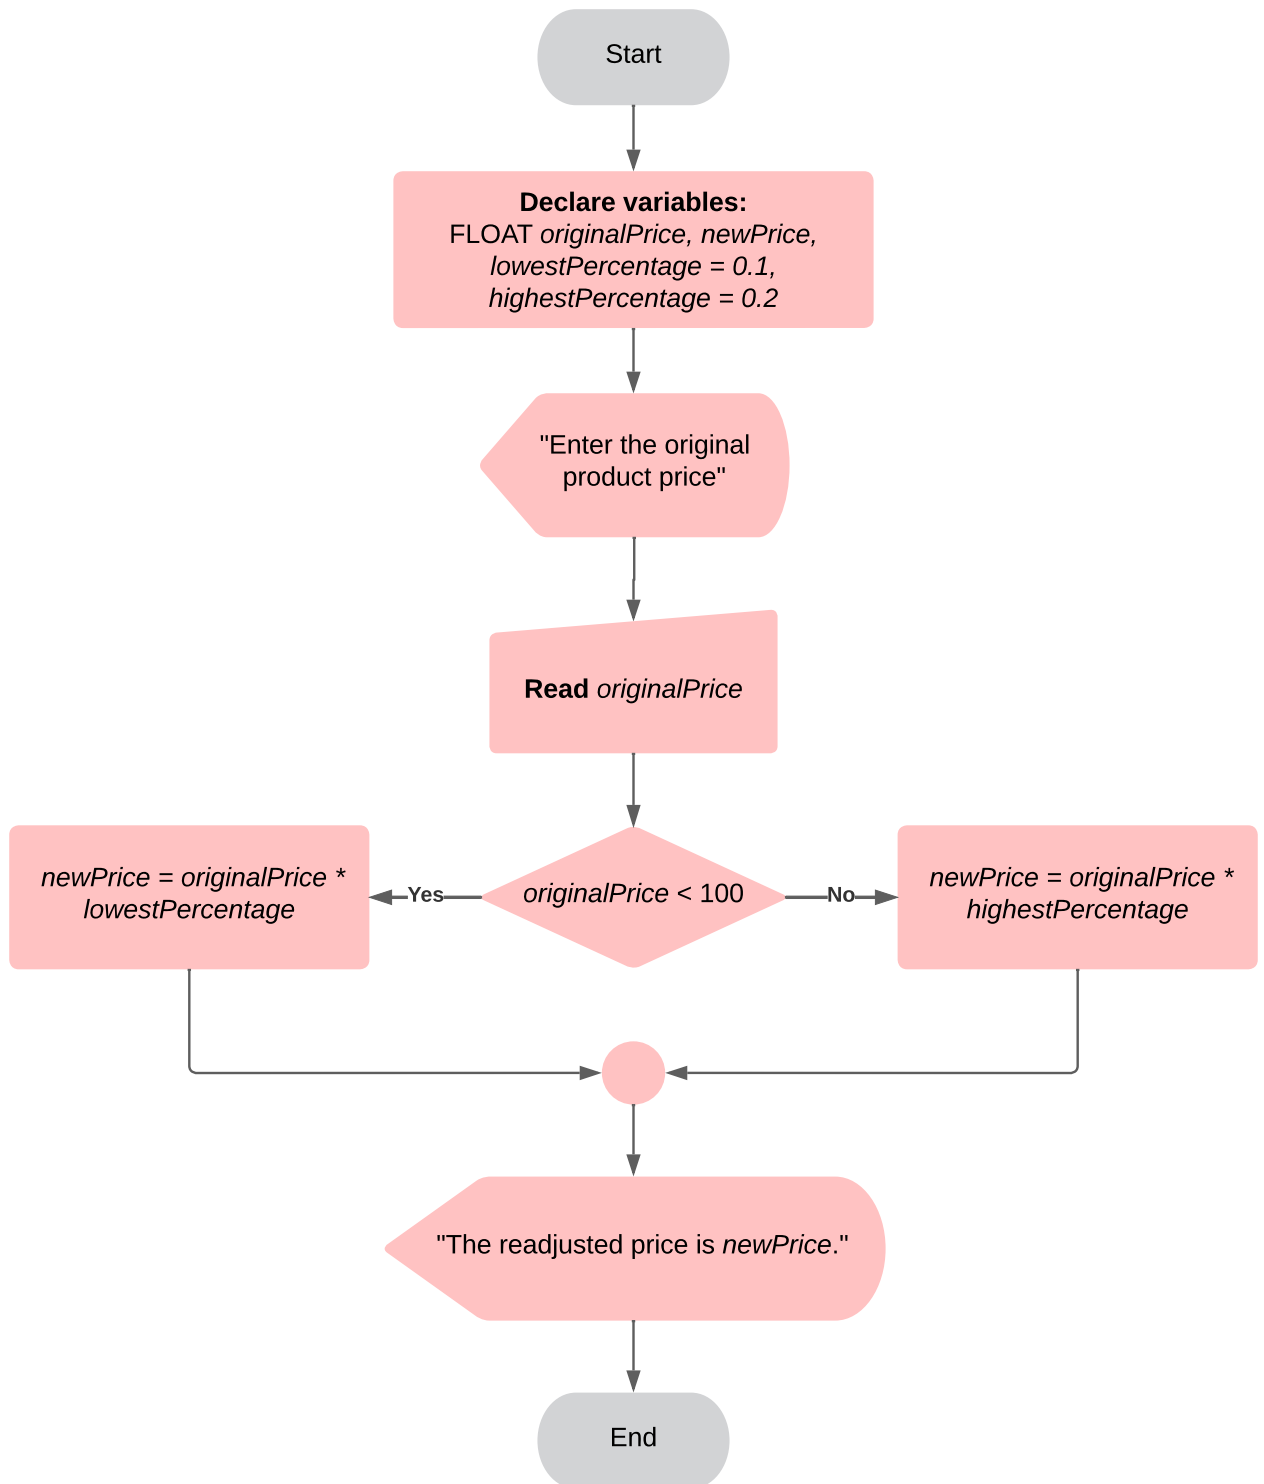 Start
Declare variables:
FLOAT originalPrice, newPrice,
lowestPercentage = 0.1,
highestPercentage = 0.2
"Enter the original
product price"
Read originalPrice
newPrice = originalPrice *
lowestPercentage
Yes
originalPrice < 100
No
newPrice = originalPrice *
highestPercentage
"The readjusted price is newPrice."
End